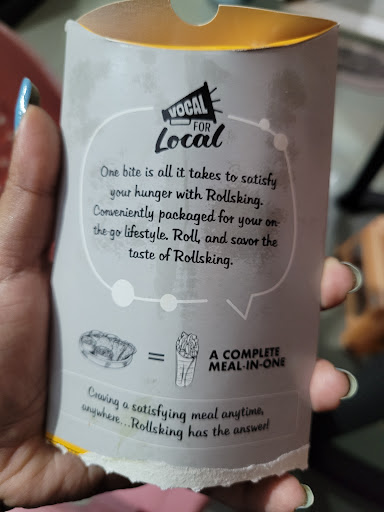 VOCAL
FOR
Local
One bite is all it takes to satisfy
your hunger with Rollsking.
Conveniently packaged for your on-
the-go lifestyle. Roll, and savor the
taste of Rollsking.
=
A COMPLETE
MEAL-IN-ONE
Craving a satisfying meal anytime,
anywhere...Rollsking has the answer!